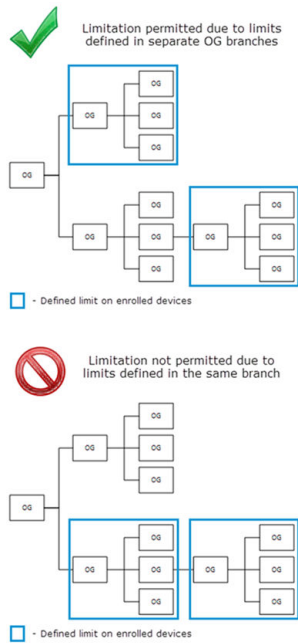 Limitation permitted due to limits
defined in separate OG branches
OG
OG
OG
OG
OG
OG
OG
OG
OG
OG
OG
OG
OG
- Defined limit on enrolled devices
Limitation not permitted due to
limits defined in the same branch
OG
OG
OG
OG
OG
OG
OG
OG
OG
OG
OG
OG
OG
- Defined limit on enrolled devices